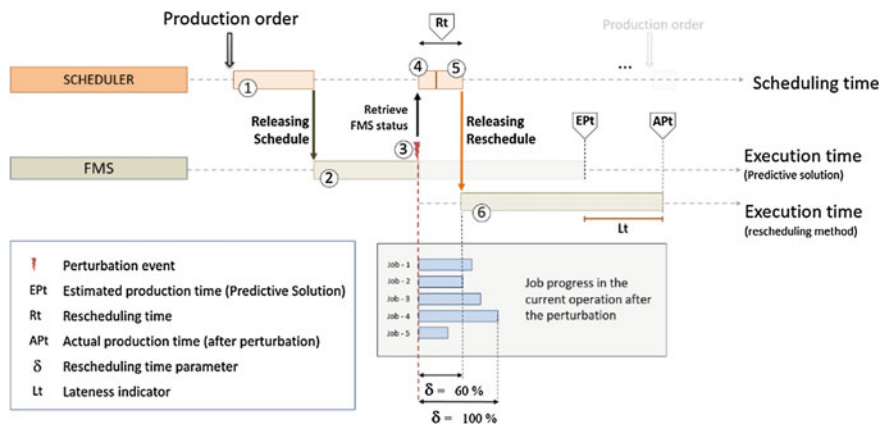 Production order
Rt
Production order
SCHEDULER
1
4
5
...
Scheduling time
Releasing
Schedule
Retrieve
FMS status
Releasing
Reschedule
EPt
APt
3
FMS
2
Execution time
(Predictive solution)
6
Lt
Execution time
(rescheduling method)
Perturbation event
EPt Estimated production time (Predictive Solution)
Rt Rescheduling time
APt Actual production time (after perturbation)
δ Rescheduling time parameter
Lt Lateness indicator
Job - 1
Job - 2
Job - 3
Job - 4
Job - 5
Job progress in the
current operation after
the perturbation
δ = 60 %
δ = 100 %